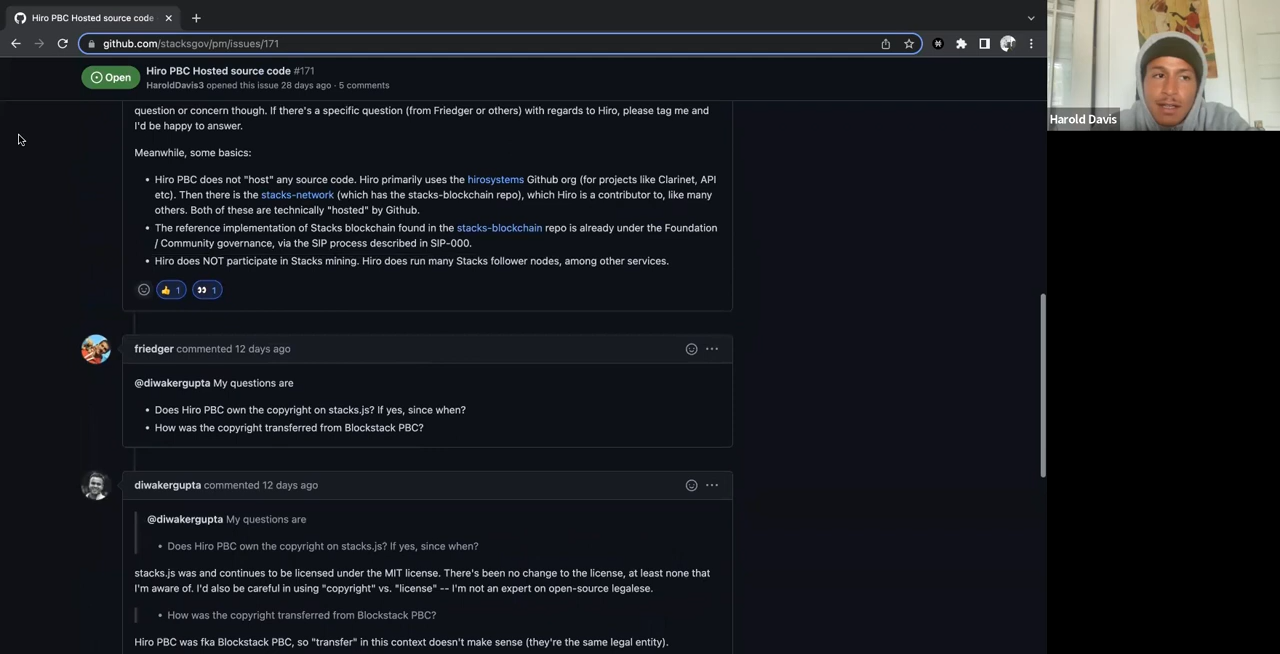 Hiro PBC Hosted source code
github.com/stacksgov/pm/issues/171
Open
Hiro PBC Hosted source code #171
HaroldDavis3 opened this issue 28 days ago · 5 comments
Harold Davis
question or concern though. If there's a specific question (from Friedger or others) with regards to Hiro, please tag me and
I'd be happy to answer.
Meanwhile, some basics:
• Hiro PBC does not "host" any source code. Hiro primarily uses the hirosystems Github org (for projects like Clarinet, API
etc). Then there is the stacks-network (which has the stacks-blockchain repo), which Hiro is a contributor to, like many
others. Both of these are technically "hosted" by Github.
• The reference implementation of Stacks blockchain found in the stacks-blockchain repo is already under the Foundation
/ Community governance, via the SIP process described in SIP-000.
• Hiro does NOT participate in Stacks mining. Hiro does run many Stacks follower nodes, among other services.
👍 1 👀 1
friedger commented 12 days ago
@diwakergupta My questions are
• Does Hiro PBC own the copyright on stacks.js? If yes, since when?
• How was the copyright transferred from Blockstack PBC?
diwakergupta commented 12 days ago
@diwakergupta My questions are
• Does Hiro PBC own the copyright on stacks.js? If yes, since when?
stacks.js was and continues to be licensed under the MIT license. There's been no change to the license, at least none that
I'm aware of. I'd also be careful in using "copyright" vs. "license" -- I'm not an expert on open-source legalese.
• How was the copyright transferred from Blockstack PBC?
Hiro PBC was fka Blockstack PBC, so "transfer" in this context doesn't make sense (they're the same legal entity).